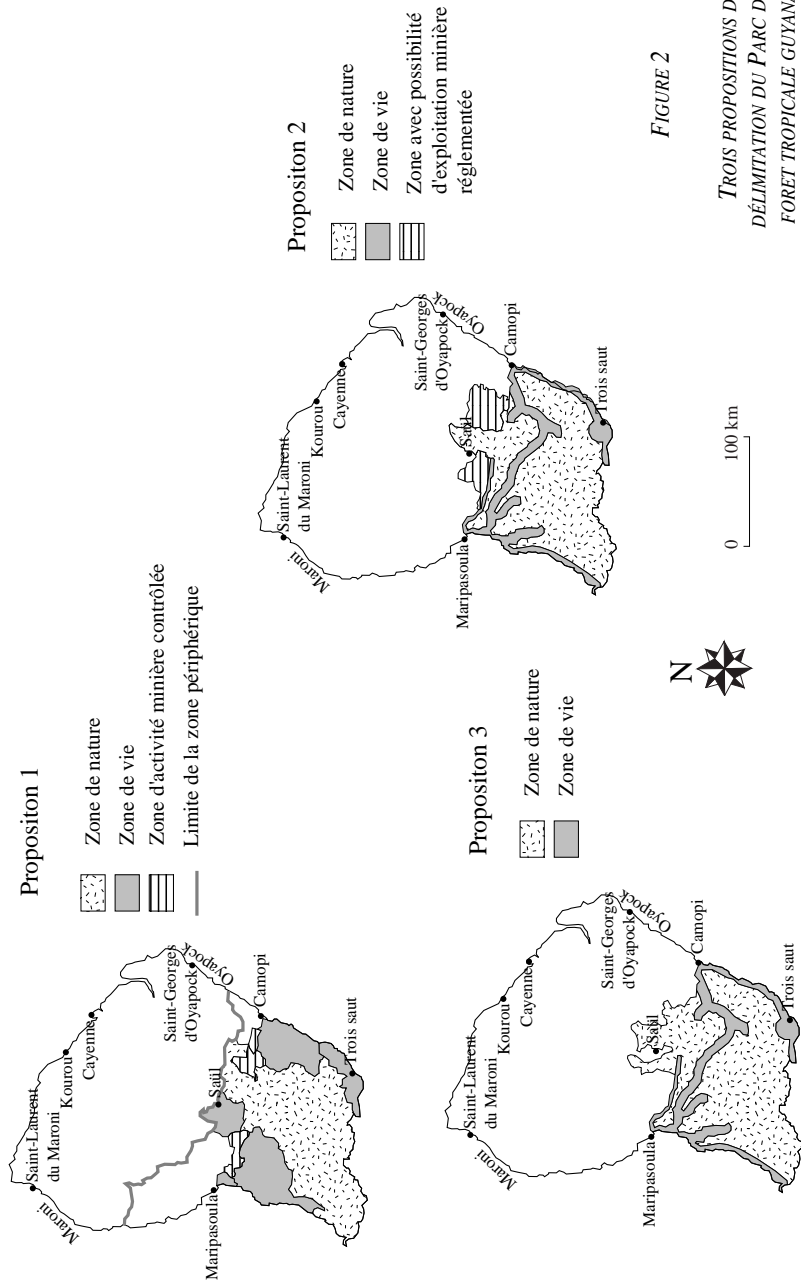 Propositon 1
Zone de nature
Zone de vie
Zone d'activité minière contrôlée
Limite de la zone périphérique
Saint-Laurent
du Maroni
Kourou
Cayenne
Maroni
Saint-Georges
d'Oyapock
Oyapock
Saül
Camopi
Maripasoula
Trois saut
Propositon 2
Zone de nature
Zone de vie
Zone avec possibilité
d'exploitation minière
réglementée
Saint-Laurent
du Maroni
Kourou
Cayenne
Maroni
Saint-Georges
d'Oyapock
Oyapock
Saül
Camopi
Maripasoula
Trois saut
Propositon 3
Zone de nature
Zone de vie
Saint-Laurent
du Maroni
Kourou
Cayenne
Maroni
Saint-Georges
d'Oyapock
Oyapock
Saül
Camopi
Maripasoula
Trois saut
N
0 100 km
FIGURE 2
TROIS PROPOSITIONS D
DÉLIMITATION DU PARC D
FORET TROPICALE